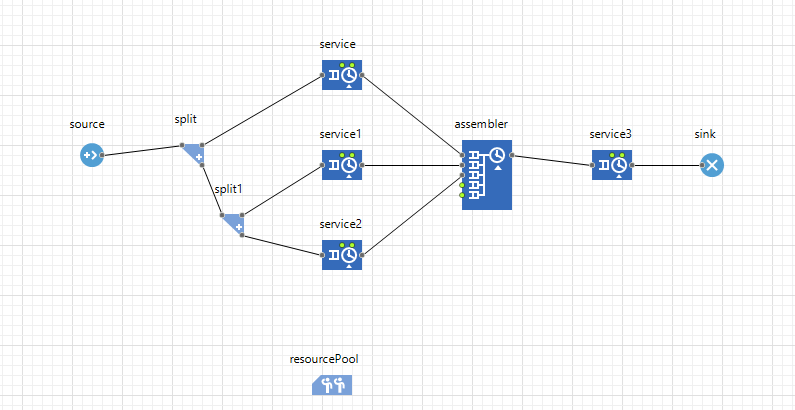 service
split
source
service1
assembler
service3
sink
split1
service2
resourcePool